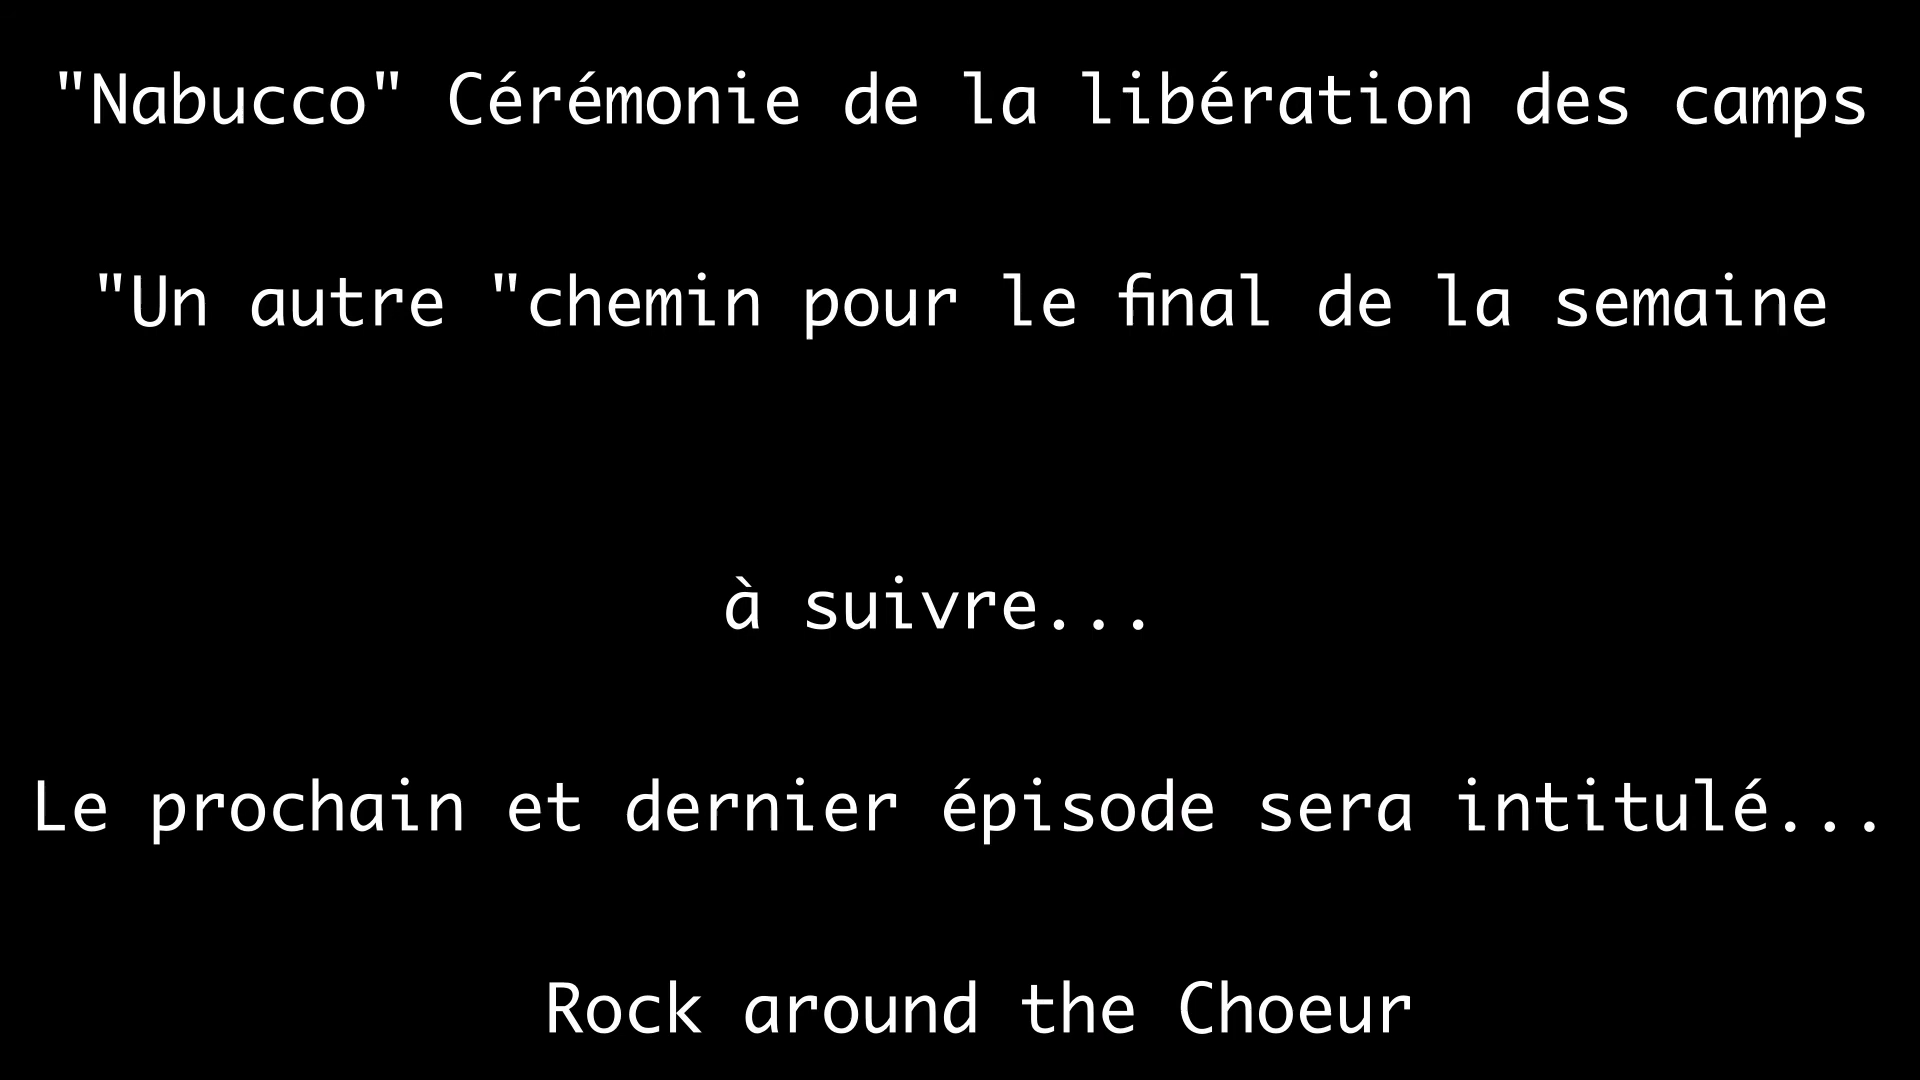 "Nabucco" Cérémonie de la libération des camps
"Un autre "chemin pour le final de la semaine
à suivre...
Le prochain et dernier épisode sera intitulé...
Rock around the Choeur